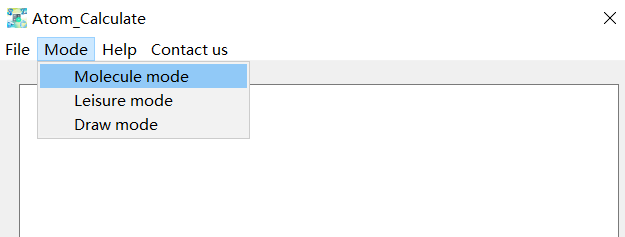 Atom_Calculate
File Mode Help Contact us
Molecule mode
Leisure mode
Draw mode